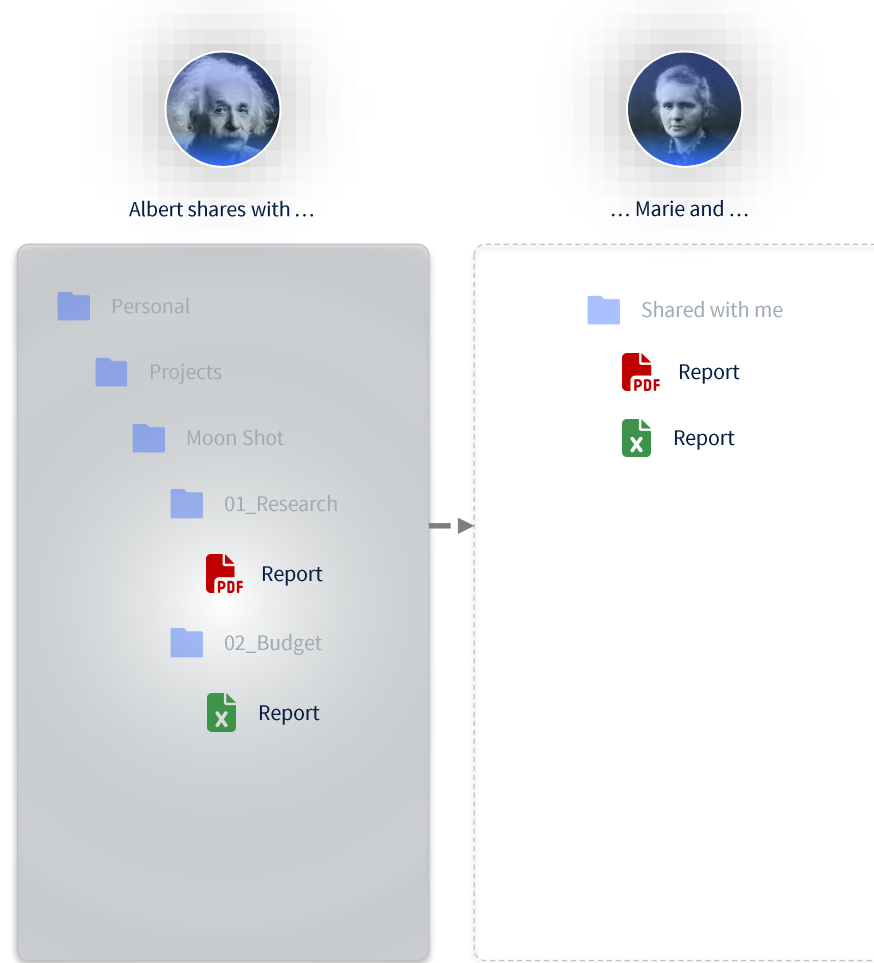 Albert shares with …
… Marie and …
Personal
Projects
Moon Shot
01_Research
PDF Report
02_Budget
X Report
Shared with me
PDF Report
X Report